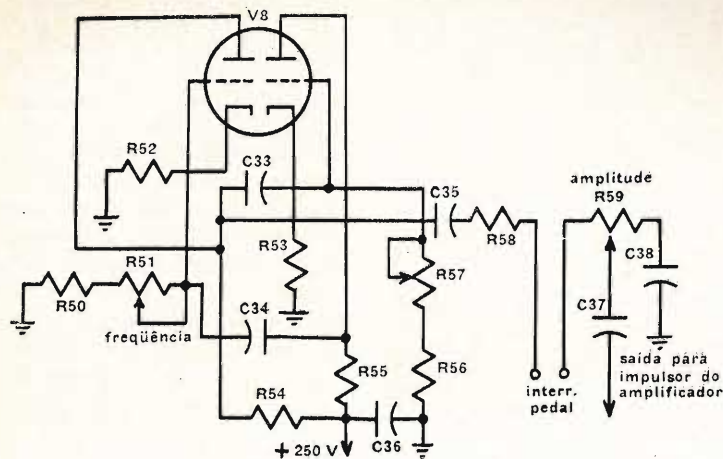 V8
R52
C33
C35
R58
amplitude
R59
R53
R57
C38
R51
R50
C37
freqüência
C34
R55
R56
saída para
impulsor do
amplificador
R54
interr.
pedal
C36
+ 250 V